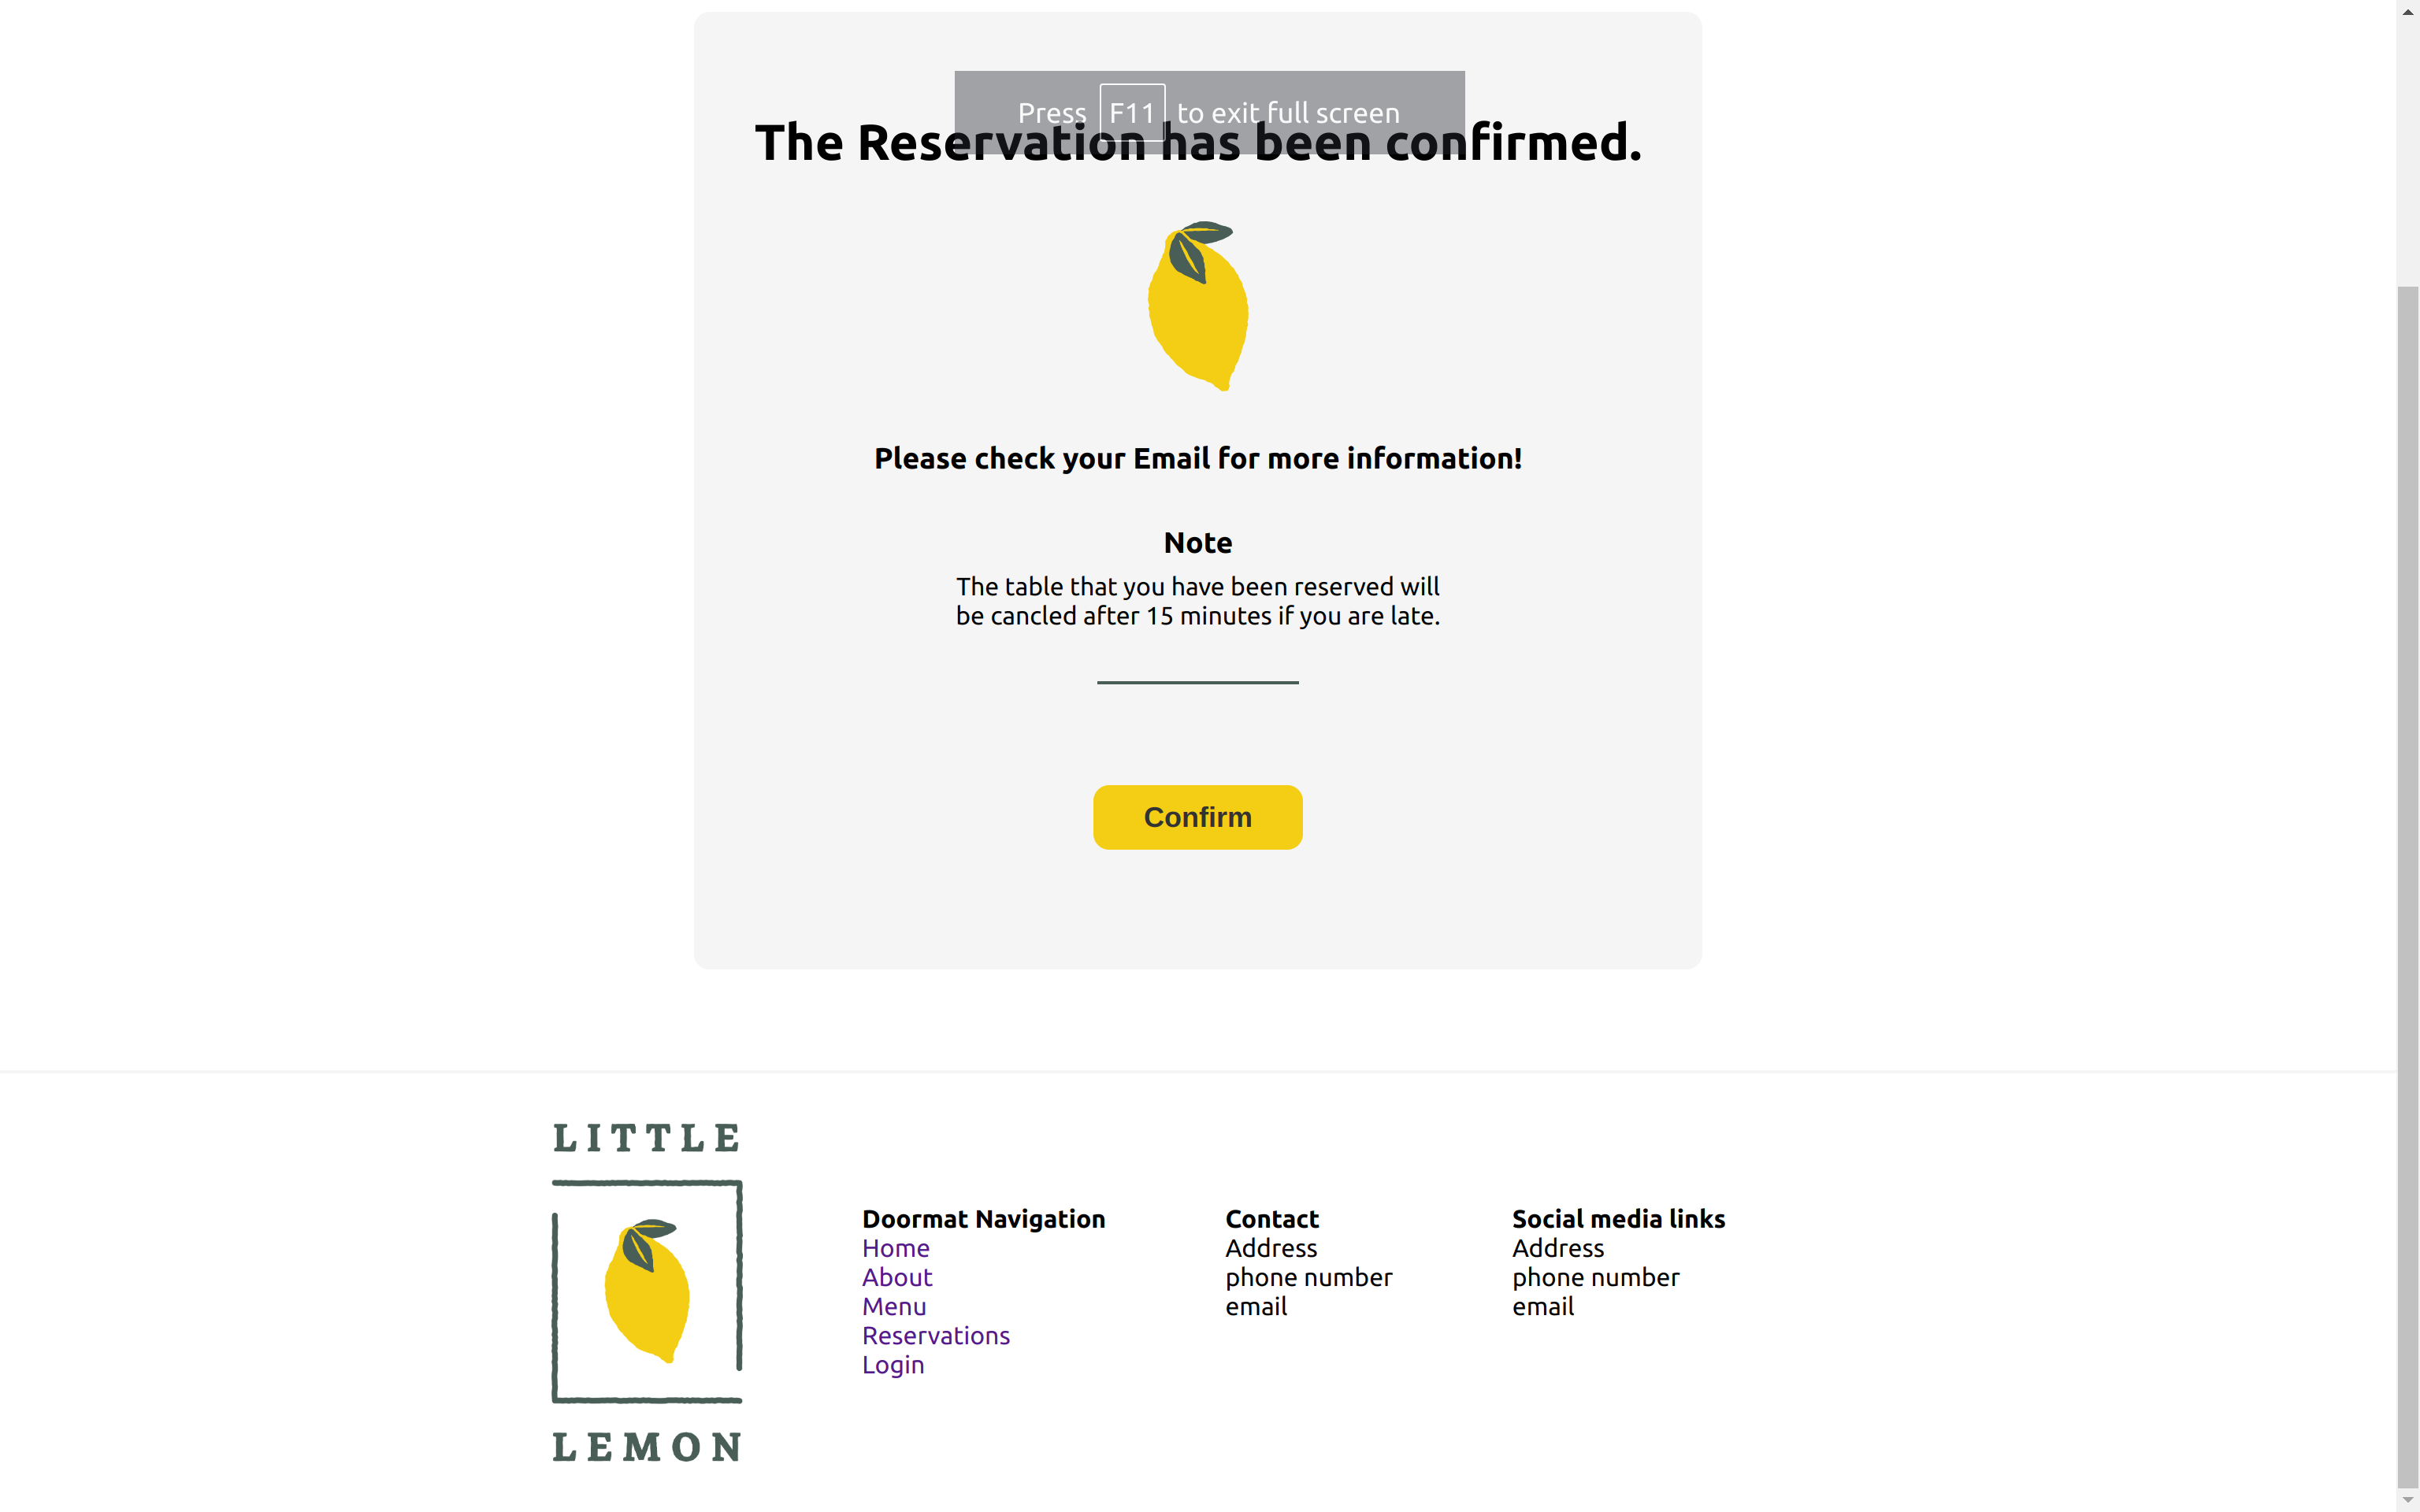 Press F11 to exit full screen
The Reservation has been confirmed.
Please check your Email for more information!
Note
The table that you have been reserved will
be cancled after 15 minutes if you are late.
Confirm
LITTLE
LEMON
Doormat Navigation
Home
About
Menu
Reservations
Login
Contact
Address
phone number
email
Social media links
Address
phone number
email